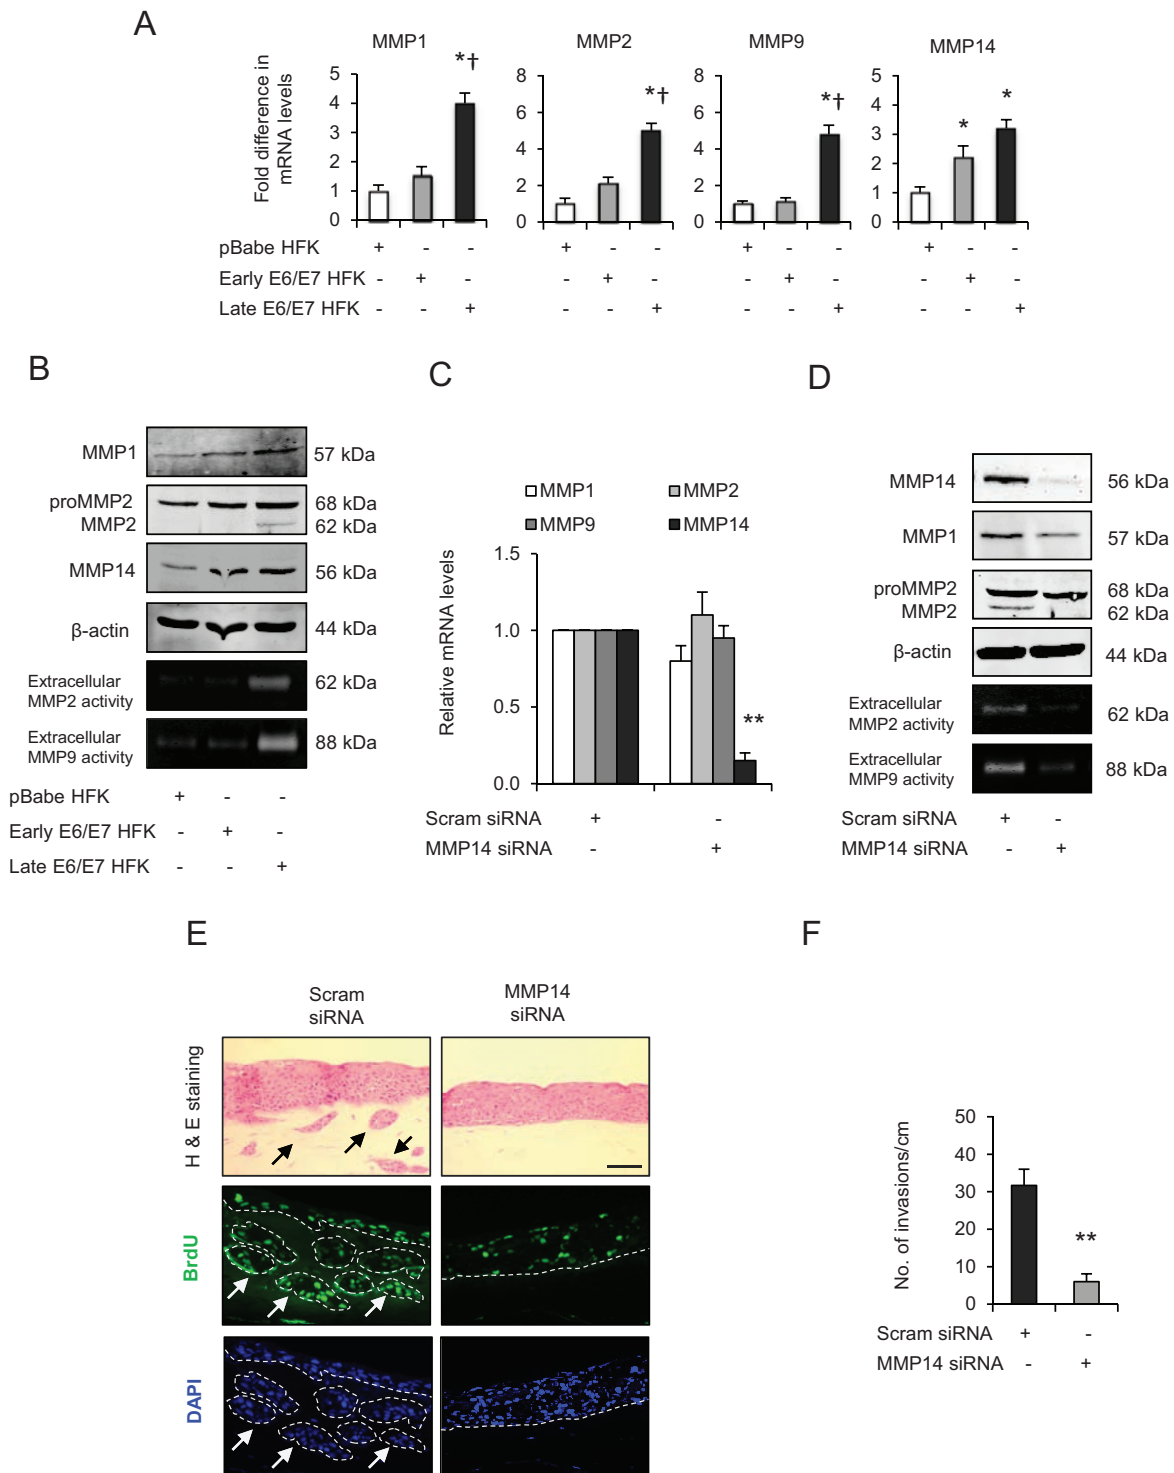 A
MMP1
MMP2
MMP9
MMP14
Fold difference in
mRNA levels
5
4
3
2
1
0
*†
8
6
4
2
0
*†
8
6
4
2
0
*†
5
4
3
2
1
0
*
*
pBabe HFK + - - + - - + - - + - -
Early E6/E7 HFK - + - - + - - + - - + -
Late E6/E7 HFK - - + - - + - - + - - +
B
MMP1 57 kDa
proMMP2 68 kDa
MMP2 62 kDa
MMP14 56 kDa
β-actin 44 kDa
Extracellular
MMP2 activity 62 kDa
Extracellular
MMP9 activity 88 kDa
pBabe HFK + - -
Early E6/E7 HFK - + -
Late E6/E7 HFK - - +
C
MMP1 MMP2
MMP9 MMP14
Relative mRNA levels
1.5
1.0
0.5
0.0
**
Scram siRNA + -
MMP14 siRNA - +
D
MMP14 56 kDa
MMP1 57 kDa
proMMP2 68 kDa
MMP2 62 kDa
β-actin 44 kDa
Extracellular
MMP2 activity 62 kDa
Extracellular
MMP9 activity 88 kDa
Scram siRNA + -
MMP14 siRNA - +
E
Scram
siRNA
MMP14
siRNA
H & E staining
BrdU
DAPI
F
No. of invasions/cm
50
40
30
20
10
0
**
Scram siRNA + -
MMP14 siRNA - +